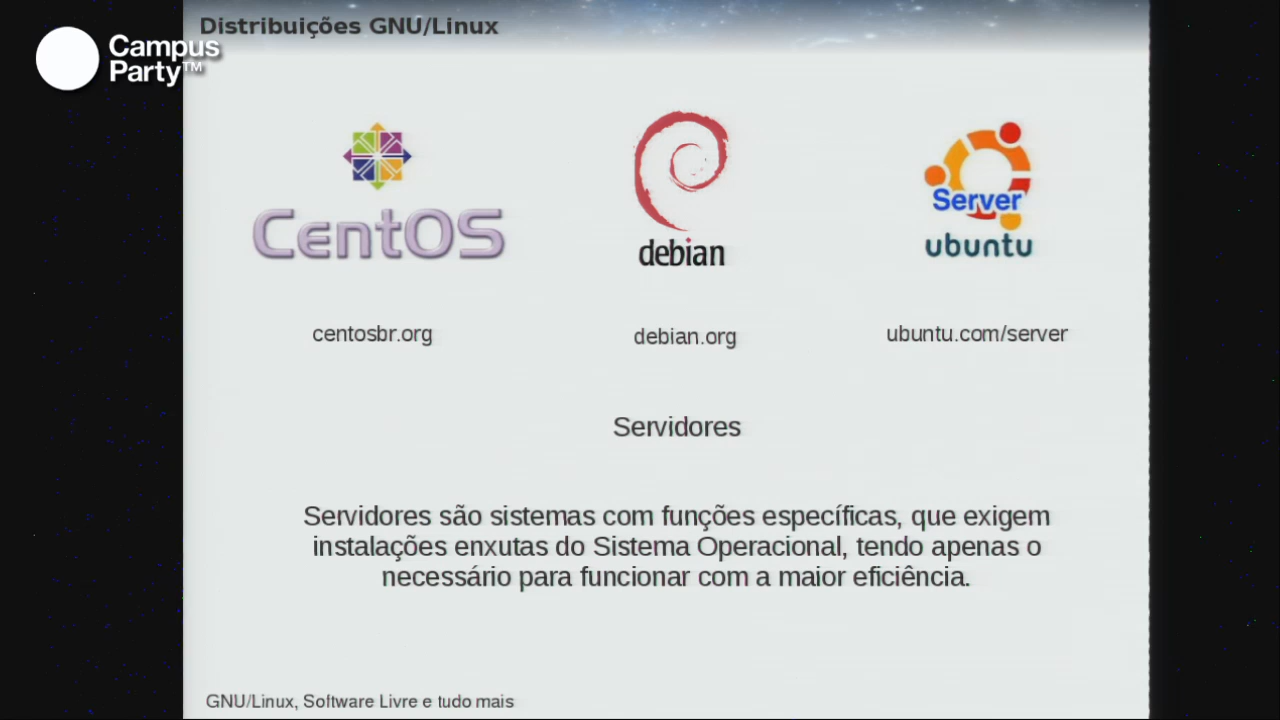 Distribuições GNU/Linux
Campus
Party™
CentOS
debian
Server
ubuntu
centosbr.org
debian.org
ubuntu.com/server
Servidores
Servidores são sistemas com funções específicas, que exigem
instalações enxutas do Sistema Operacional, tendo apenas o
necessário para funcionar com a maior eficiência.
GNU/Linux, Software Livre e tudo mais